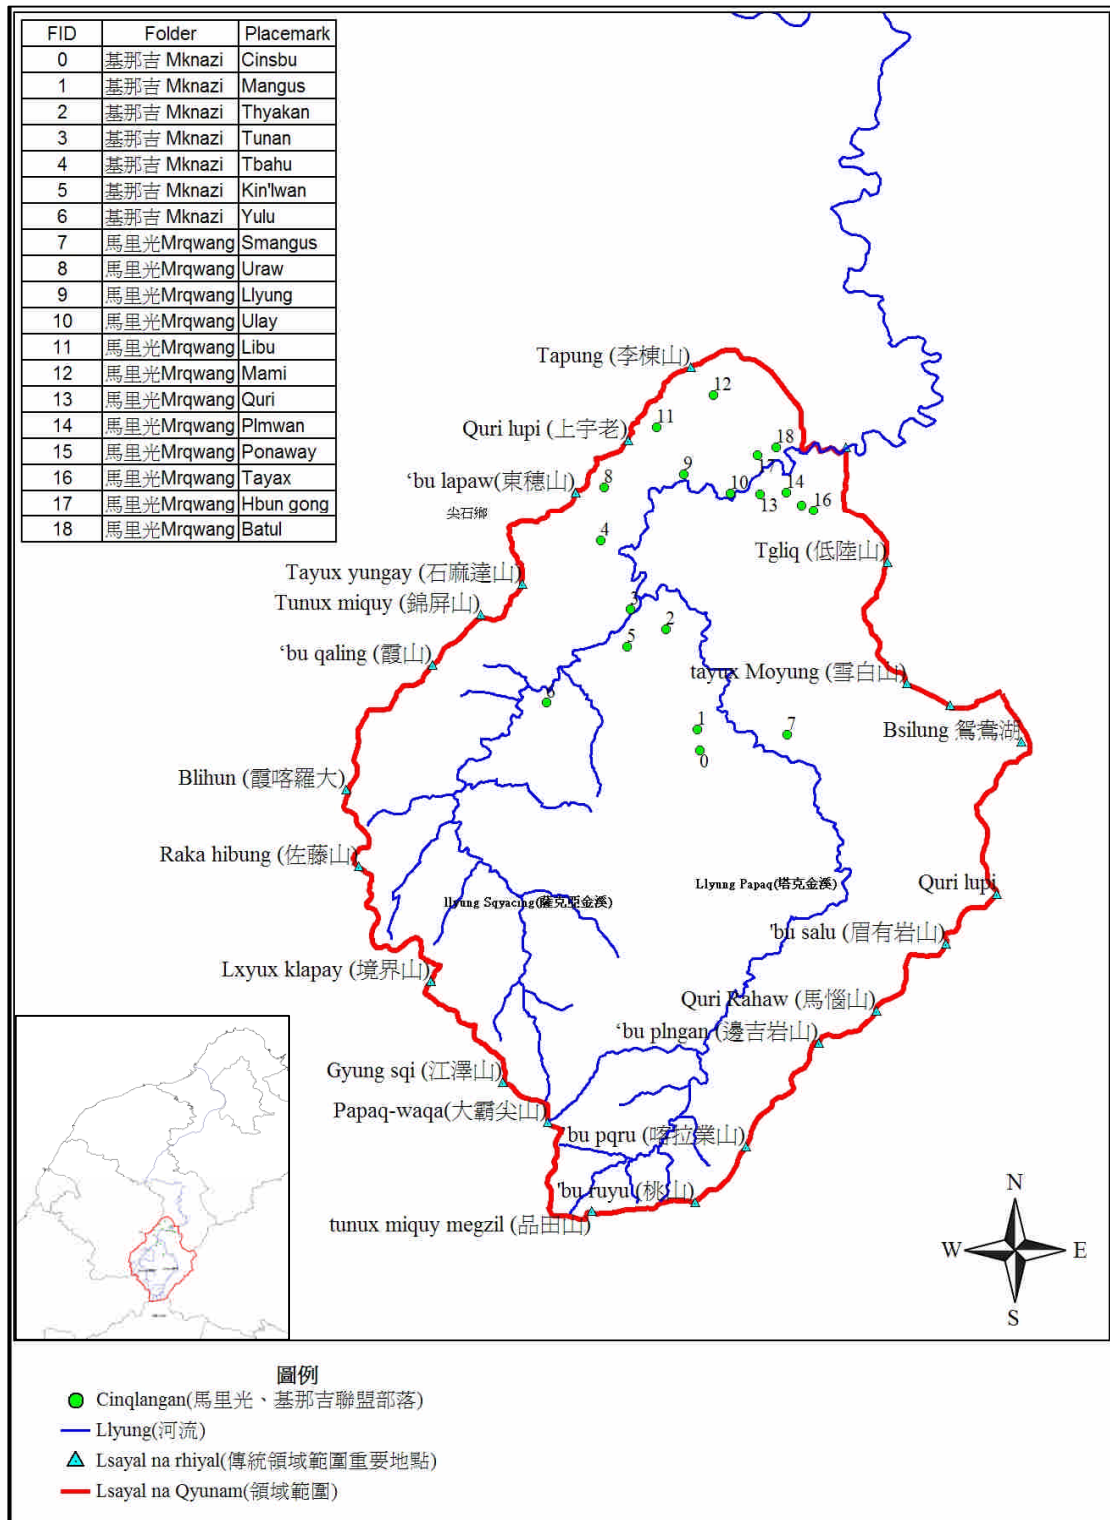 FID Folder Placemark
0 基那吉 Mknazi Cinsbu
1 基那吉 Mknazi Mangus
2 基那吉 Mknazi Thyakan
3 基那吉 Mknazi Tunan
4 基那吉 Mknazi Tbahu
5 基那吉 Mknazi Kin'lwan
6 基那吉 Mknazi Yulu
7 馬里光Mrqwang Smangus
8 馬里光Mrqwang Uraw
9 馬里光Mrqwang Llyung
10 馬里光Mrqwang Ulay
11 馬里光Mrqwang Libu
12 馬里光Mrqwang Mami
13 馬里光Mrqwang Quri
14 馬里光Mrqwang Plmwan
15 馬里光Mrqwang Ponaway
16 馬里光Mrqwang Tayax
17 馬里光Mrqwang Hbun gong
18 馬里光Mrqwang Batul
Tapung (李棟山)
12
11
Quri lupi (上宇老)
18
17
9
‘bu lapaw(東穗山)
8
10
13
14
16
尖石鄉
4
Tgliq (低陸山)
Tayux yungay (石麻達山)
Tunux miquy (錦屏山)
3
2
5
‘bu qaling (霞山)
tayux Moyung (雪白山)
6
1
7
Bsilung 鴛鴦湖
0
Blihun (霞喀羅大)
Raka hibung (佐藤山)
Llyung Papaq(塔克金溪)
Quri lupi
llyung Sqyacing(薩克亞金溪)
'bu salu (眉有岩山)
Lxyux klapay (境界山)
Quri Rahaw (馬惱山)
‘bu plngan (邊吉岩山)
Gyung sqi (江澤山)
Papaq-waqa(大霸尖山)
'bu pqru (喀拉業山)
'bu ruyu (桃山)
tunux miquy megzil (品田山)
N
W E
S
圖例
Cinqlangan(馬里光、基那吉聯盟部落)
Llyung(河流)
Lsayal na rhiyal(傳統領域範圍重要地點)
Lsayal na Qyunam(領域範圍)